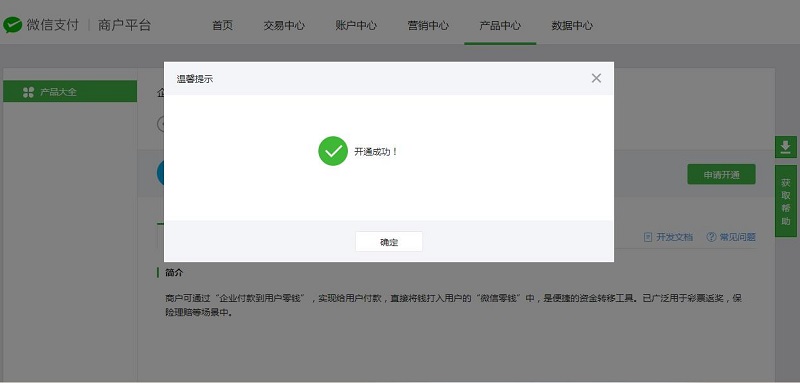 微信支付 | 商户平台
首页 交易中心 账户中心 营销中心 产品中心 数据中心
产品大全
温馨提示
开通成功！
确定
申请开通
获取帮助
开发文档 常见问题
简介
商户可通过“企业付款到用户零钱”，实现给用户付款，直接将钱打入用户的“微信零钱”中，是便捷的资金转移工具。已广泛用于彩票返奖，保
险理赔等场景中。